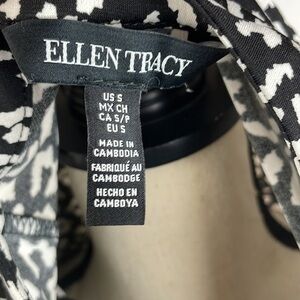 ELLEN TRACY
US S
MX CH
CA S/P
EU S
MADE IN
CAMBODIA
FABRIQUÉ AU
CAMBODGE
HECHO EN
CAMBOYA